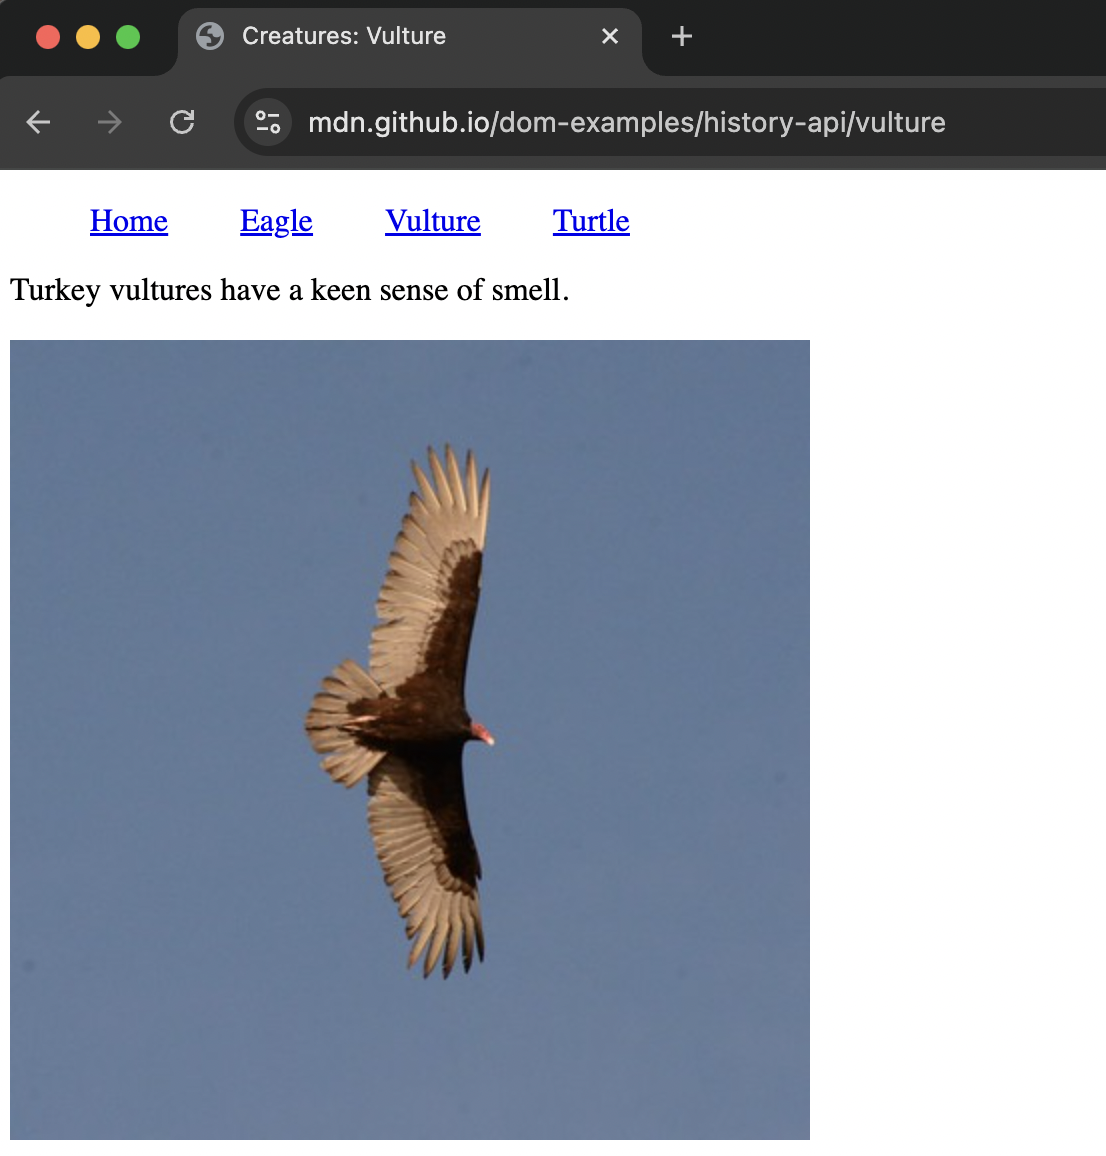 Creatures: Vulture
mdn.github.io/dom-examples/history-api/vulture
Home Eagle Vulture Turtle
Turkey vultures have a keen sense of smell.